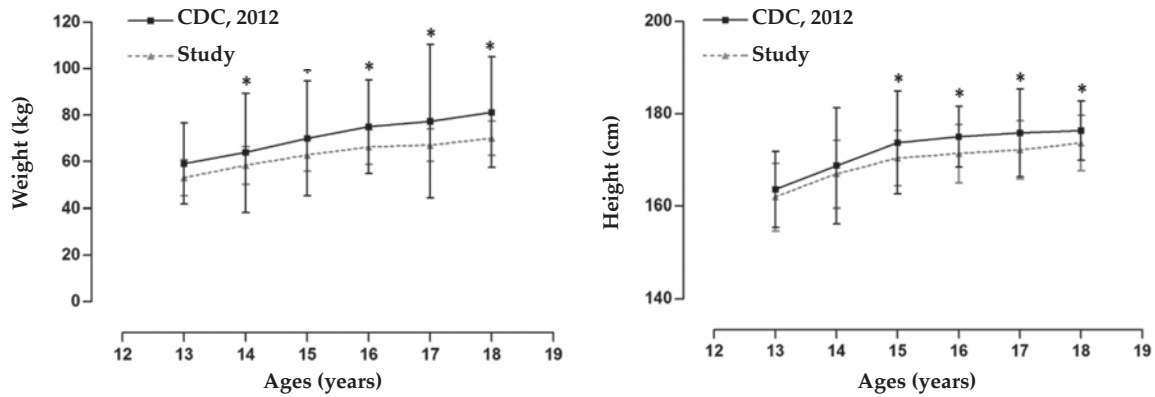 CDC, 2012
Study
120
100
80
60
40
20
0
Weight (kg)
* * * * *
12 13 14 15 16 17 18 19
Ages (years)
CDC, 2012
Study
200
180
160
140
Height (cm)
* * * *
12 13 14 15 16 17 18 19
Ages (years)